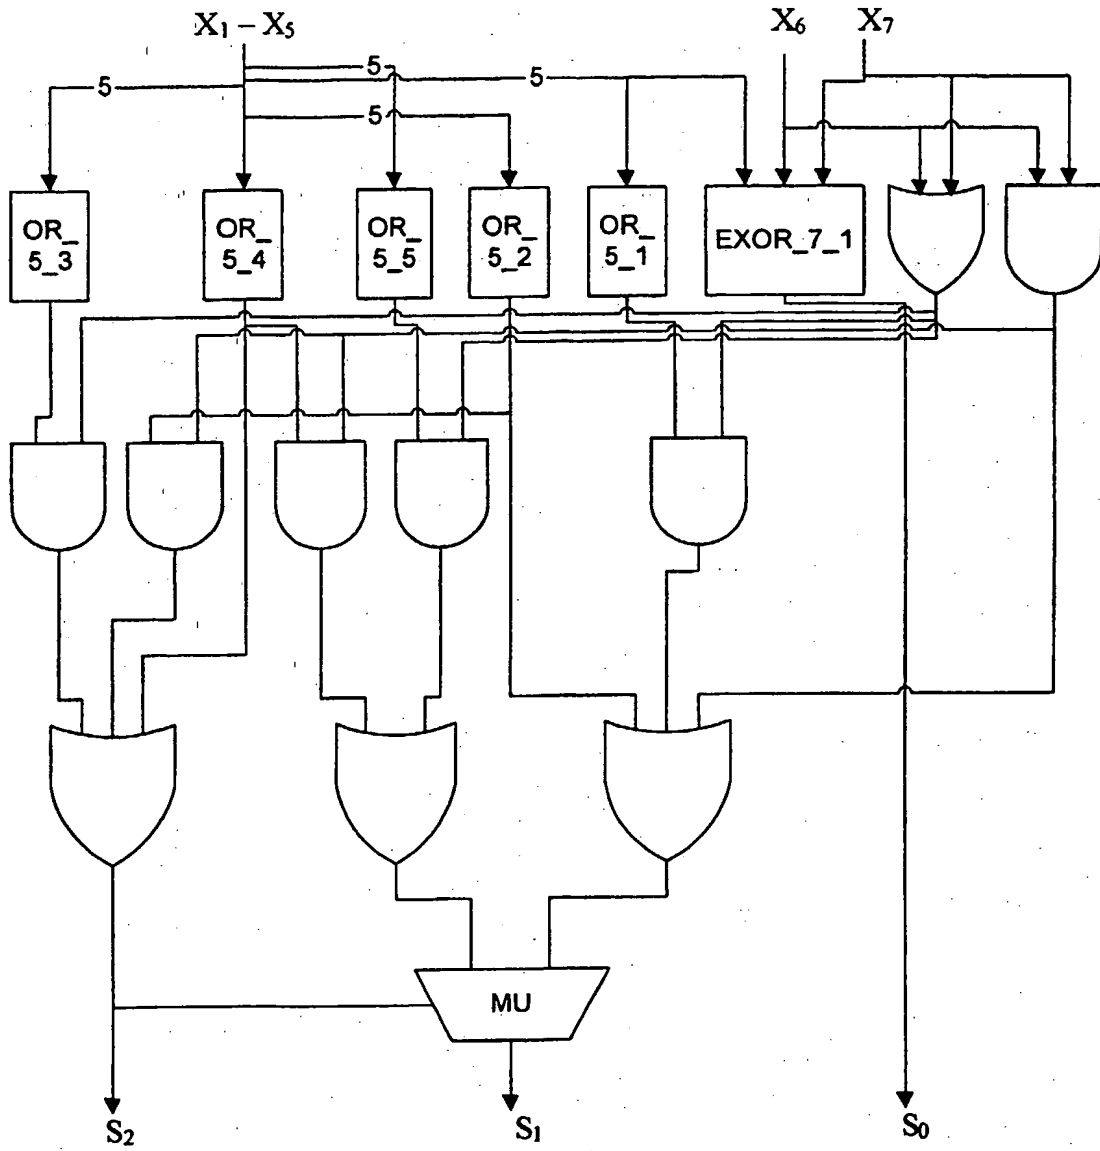 X1 – X5
X6
X7
5
5
5
5
OR_
5_3
OR_
5_4
OR_
5_5
OR_
5_2
OR_
5_1
EXOR_7_1
MU
S2
S1
S0